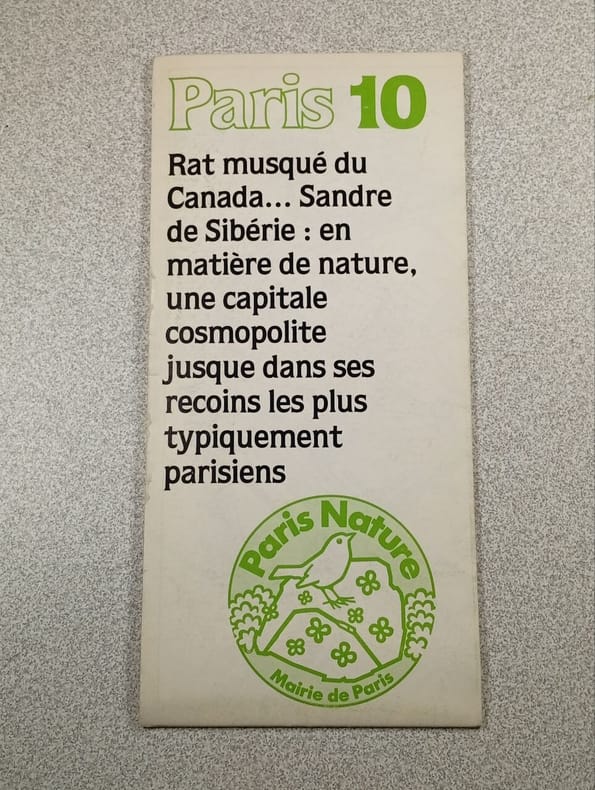 Paris 10
Rat musqué du
Canada... Sandre
de Sibérie : en
matière de nature,
une capitale
cosmopolite
jusque dans ses
recoins les plus
typiquement
parisiens
Paris Nature
Mairie de Paris